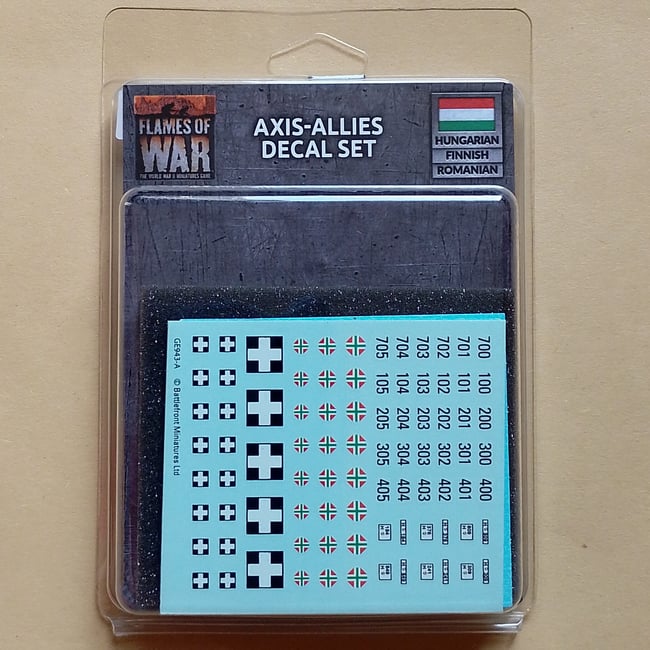 FLAMES OF
WAR
THE WORLD WAR II MINIATURES GAME
AXIS-ALLIES
DECAL SET
HUNGARIAN
FINNISH
ROMANIAN
GE943-A © Battlefront Miniatures Ltd
705 704 703 702 701 700
105 104 103 102 101 100
205 204 203 202 201 200
305 304 303 302 301 300
405 404 403 402 401 400